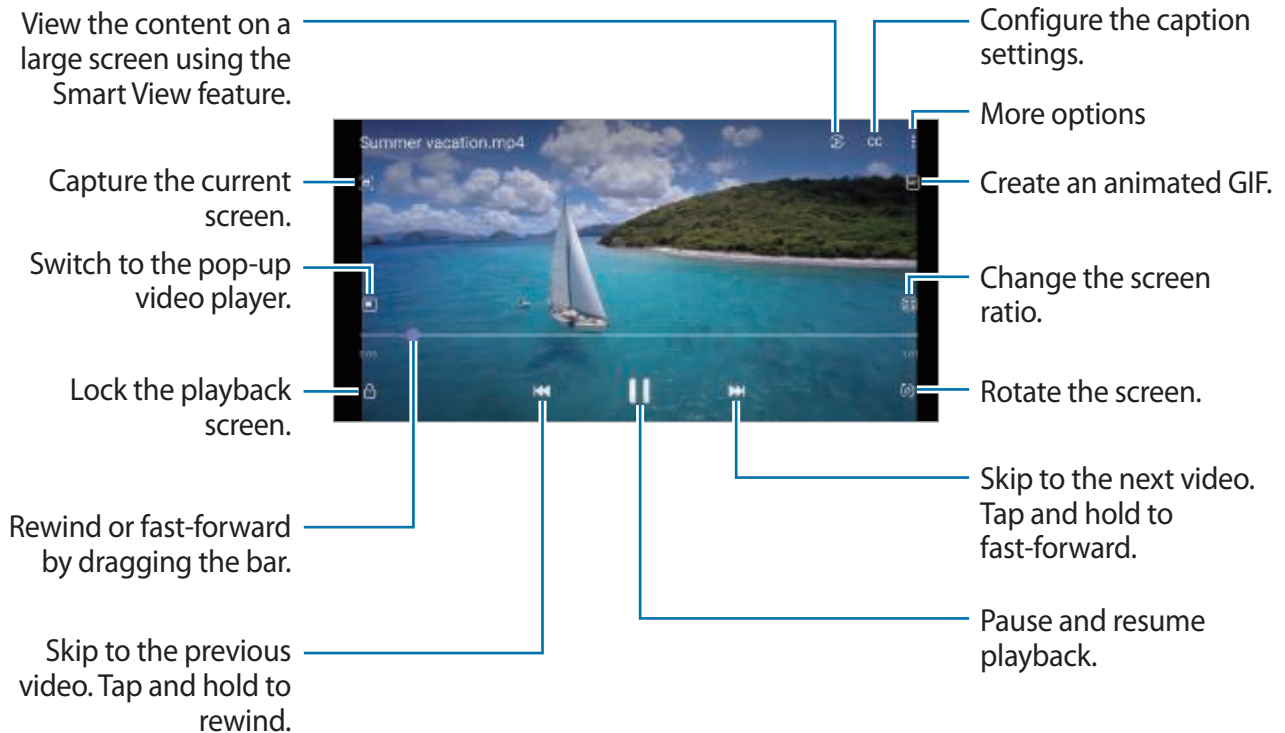 View the content on a
large screen using the
Smart View feature.
Configure the caption
settings.
More options
Summer vacation.mp4
CC
Capture the current
screen.
Create an animated GIF.
Switch to the pop-up
video player.
Change the screen
ratio.
Lock the playback
screen.
Rotate the screen.
Rewind or fast-forward
by dragging the bar.
Skip to the next video.
Tap and hold to
fast-forward.
Skip to the previous
video. Tap and hold to
rewind.
Pause and resume
playback.